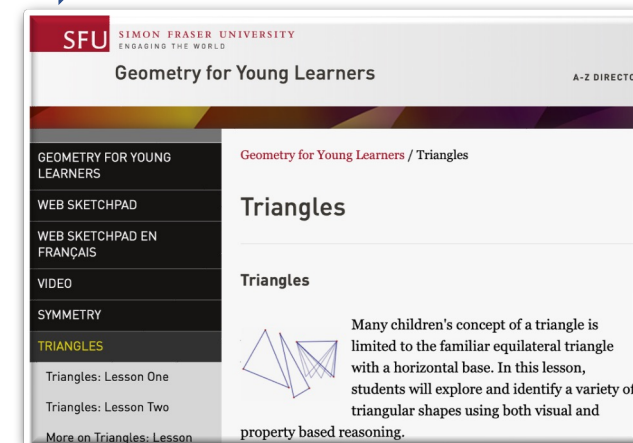 SFU
SIMON FRASER UNIVERSITY
ENGAGING THE WORLD
Geometry for Young Learners
GEOMETRY FOR YOUNG
LEARNERS
WEB SKETCHPAD
WEB SKETCHPAD EN
FRANÇAIS
VIDEO
SYMMETRY
TRIANGLES
Triangles: Lesson One
Triangles: Lesson Two
More on Triangles: Lesson
Geometry for Young Learners / Triangles
Triangles
Triangles
Many children's concept of a triangle is
limited to the familiar equilateral triangle
with a horizontal base. In this lesson,
students will explore and identify a variety of
triangular shapes using both visual and
property based reasoning.